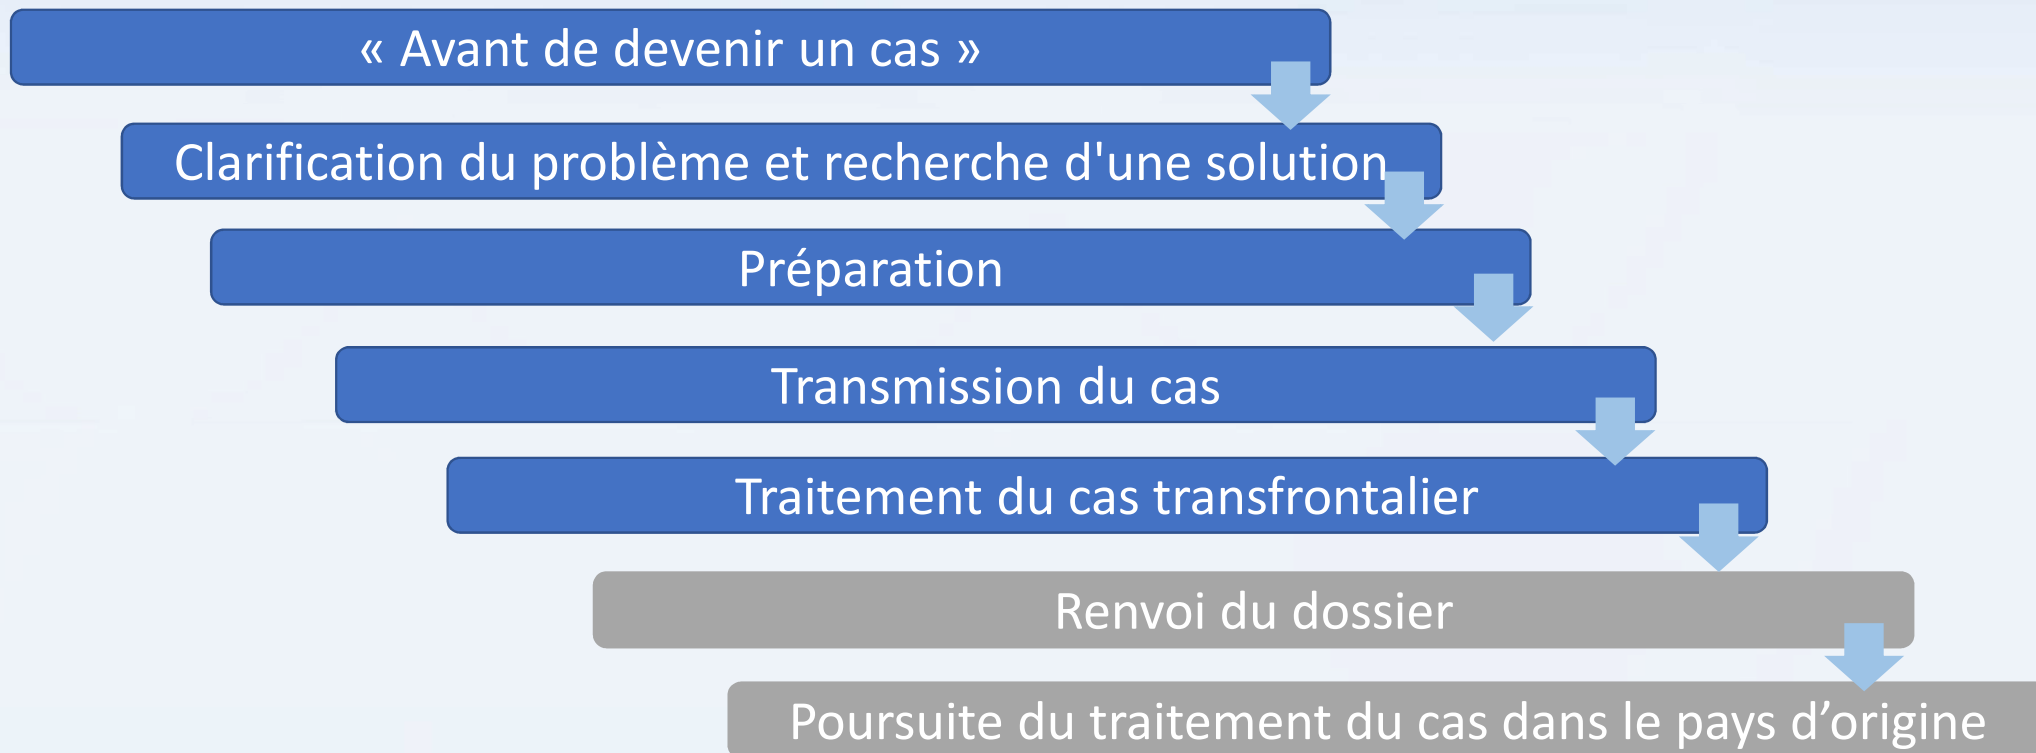 « Avant de devenir un cas »
Clarification du problème et recherche d'une solution
Préparation
Transmission du cas
Traitement du cas transfrontalier
Renvoi du dossier
Poursuite du traitement du cas dans le pays d’origine